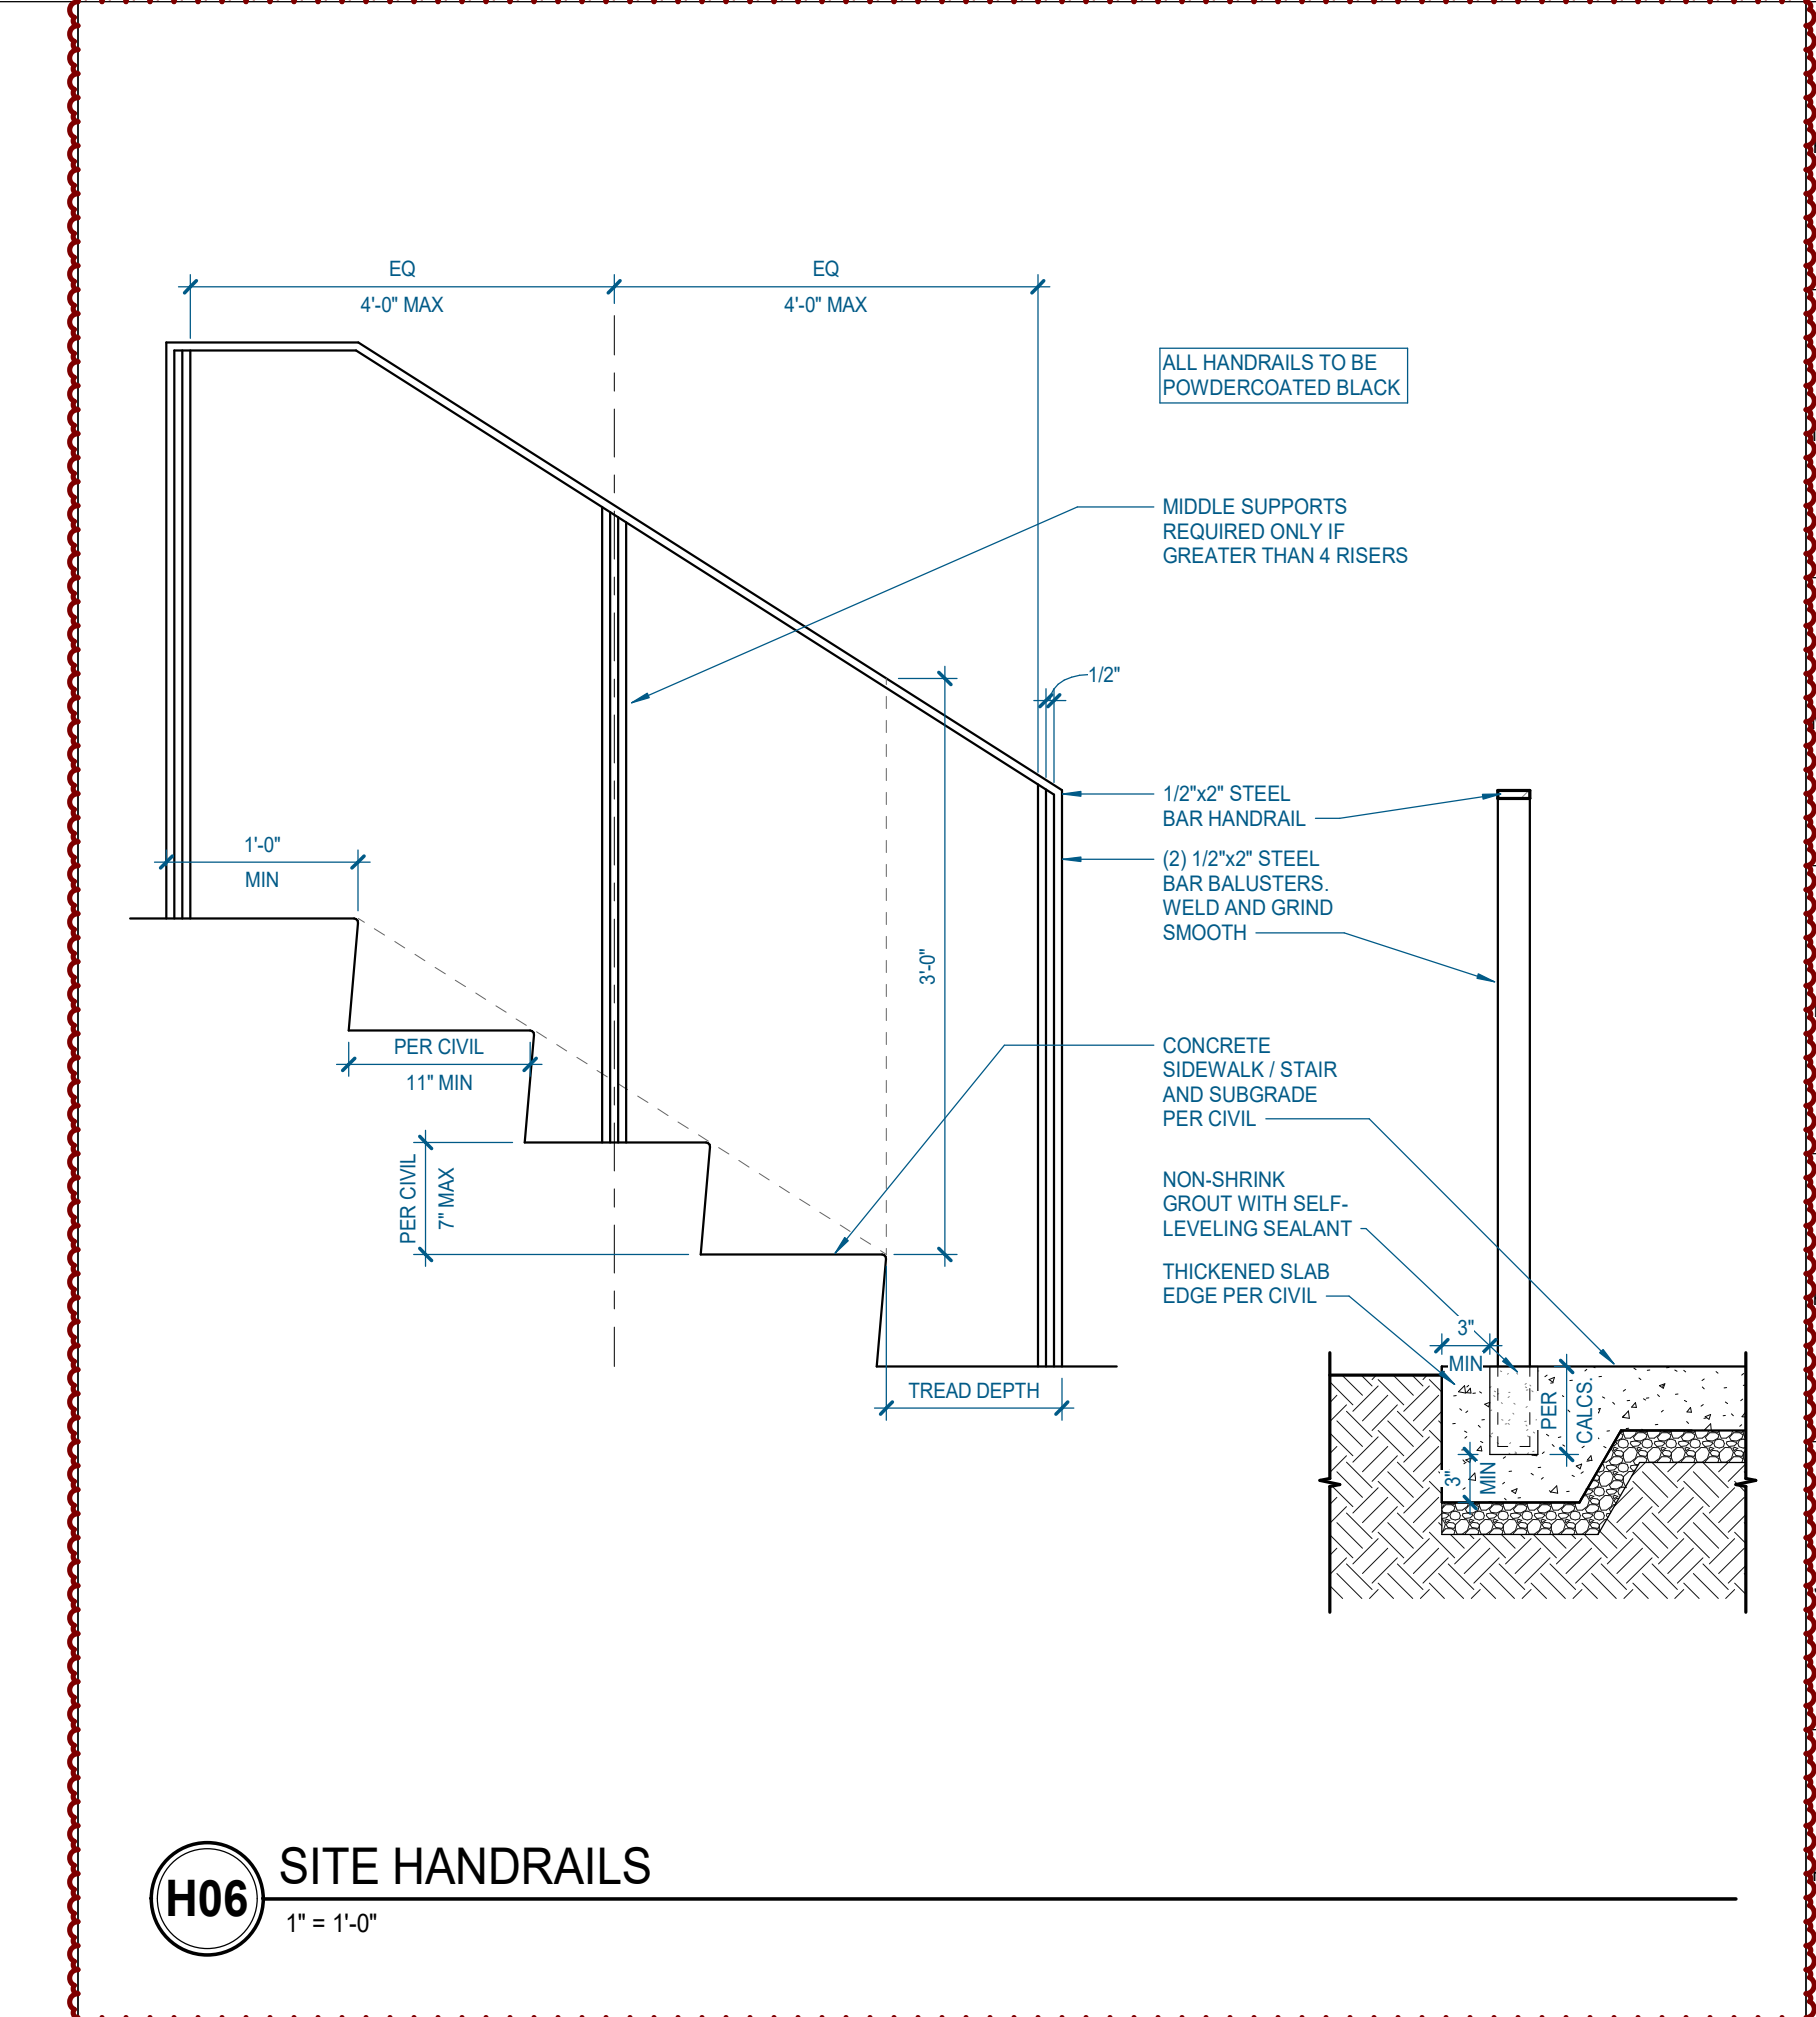 EQ
4'-0" MAX
EQ
4'-0" MAX
ALL HANDRAILS TO BE
POWDERCOATED BLACK
MIDDLE SUPPORTS
REQUIRED ONLY IF
GREATER THAN 4 RISERS
1/2"
1/2"x2" STEEL
BAR HANDRAIL
(2) 1/2"x2" STEEL
BAR BALUSTERS.
WELD AND GRIND
SMOOTH
1'-0"
MIN
3'-0"
PER CIVIL
11" MIN
PER CIVIL
7" MAX
CONCRETE
SIDEWALK / STAIR
AND SUBGRADE
PER CIVIL
NON-SHRINK
GROUT WITH SELF-
LEVELING SEALANT
THICKENED SLAB
EDGE PER CIVIL
3"
MIN
TREAD DEPTH
PER
CALCS.
3"
MIN
H06
SITE HANDRAILS
1" = 1'-0"